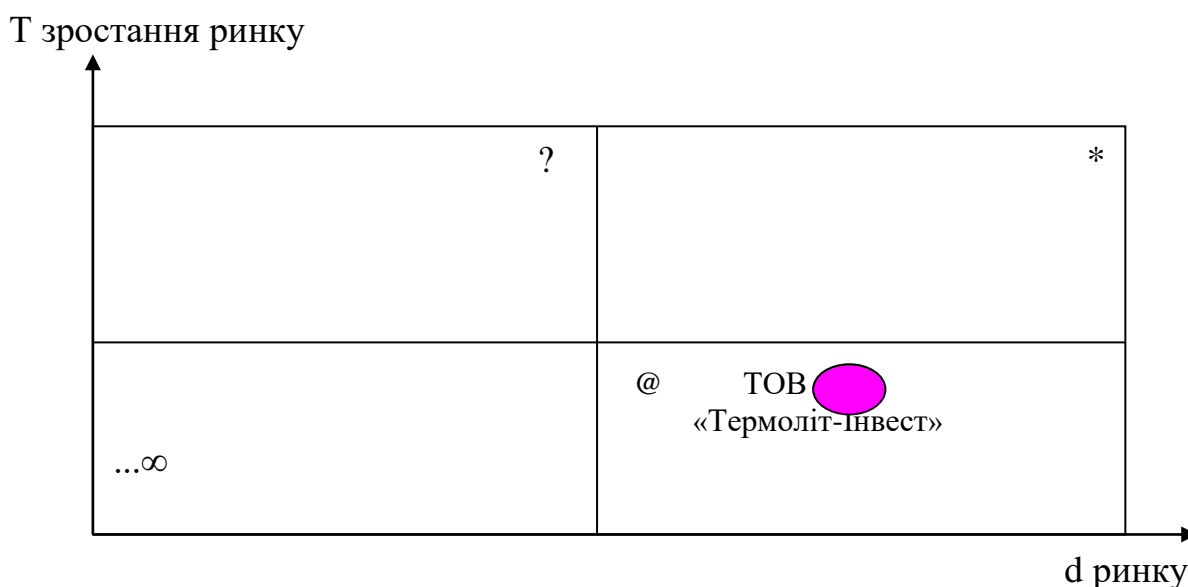 Т зростання ринку
? *
@ ТОВ
«Термоліт-Інвест»
...∞
d ринку